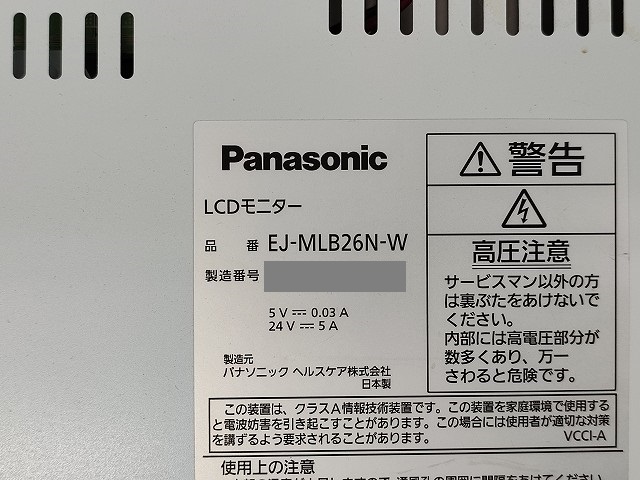 Panasonic
LCDモニター
品 番 EJ-MLB26N-W
製造番号
5 V ⎓ 0.03 A
24 V ⎓ 5 A
製造元
パナソニック ヘルスケア株式会社
日本製
警告
高圧注意
サービスマン以外の方
は裏ぶたをあけないで
ください。
内部には高電圧部分が
数多くあり、万一
さわると危険です。
この装置は、クラスA情報技術装置です。この装置を家庭環境で使用する
と電波妨害を引き起こすことがあります。この場合には使用者が適切な対策
を講ずるよう要求されることがあります。
VCCI-A
使用上の注意